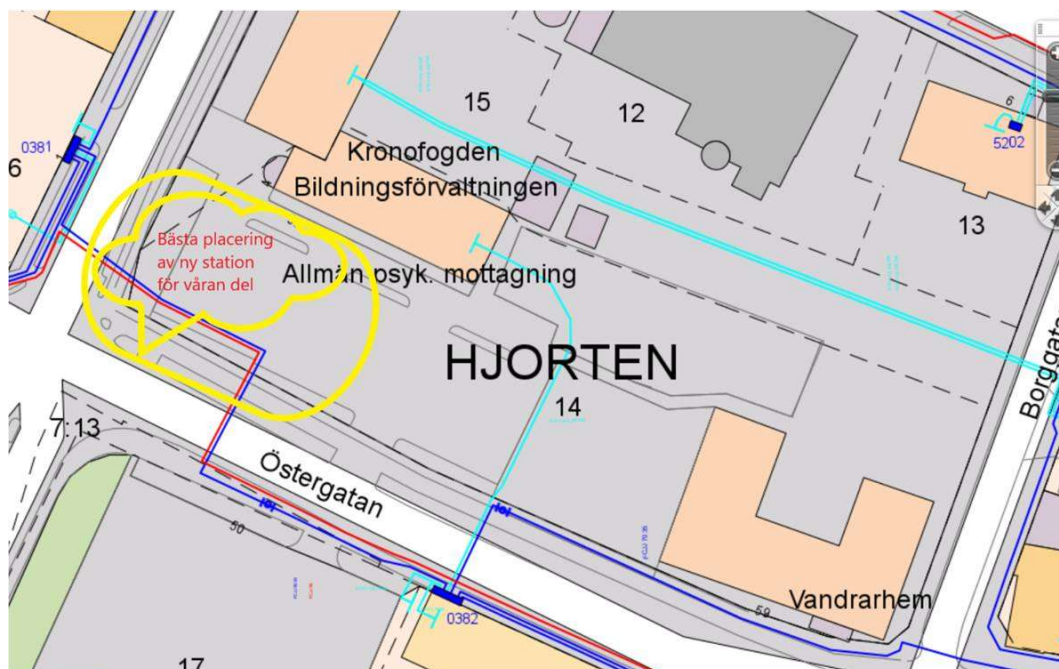 15
12
6
5202
0381
6
Kronofogden
Bildningsförvaltningen
13
Bästa placering
av ny station
för våran del
Allmän psyk. mottagning
HJORTEN
14
Borggata
7:13
Östergatan
50
59
0382
Vandrarhem
17